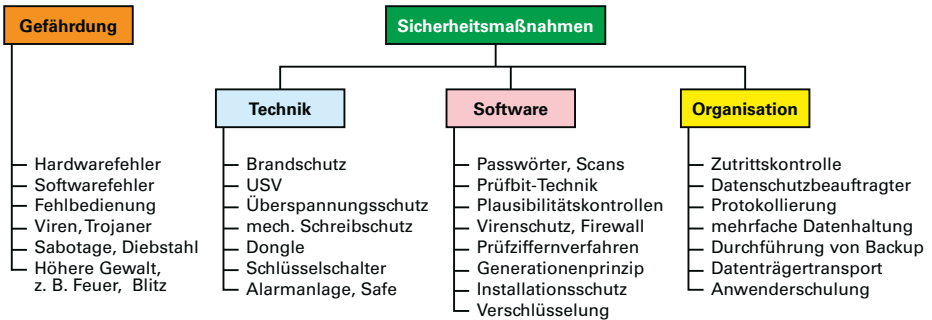 Gefährdung
Hardwarefehler
Softwarefehler
Fehlbedienung
Viren, Trojaner
Sabotage, Diebstahl
Höhere Gewalt,
z. B. Feuer, Blitz
Sicherheitsmaßnahmen
Technik
Brandschutz
USV
Überspannungsschutz
mech. Schreibschutz
Dongle
Schlüsselschalter
Alarmanlage, Safe
Software
Passwörter, Scans
Prüfbit-Technik
Plausibilitätskontrollen
Virenschutz, Firewall
Prüfziffernverfahren
Generationenprinzip
Installationsschutz
Verschlüsselung
Organisation
Zutrittskontrolle
Datenschutzbeauftragter
Protokollierung
mehrfache Datenhaltung
Durchführung von Backup
Datenträgertransport
Anwenderschulung